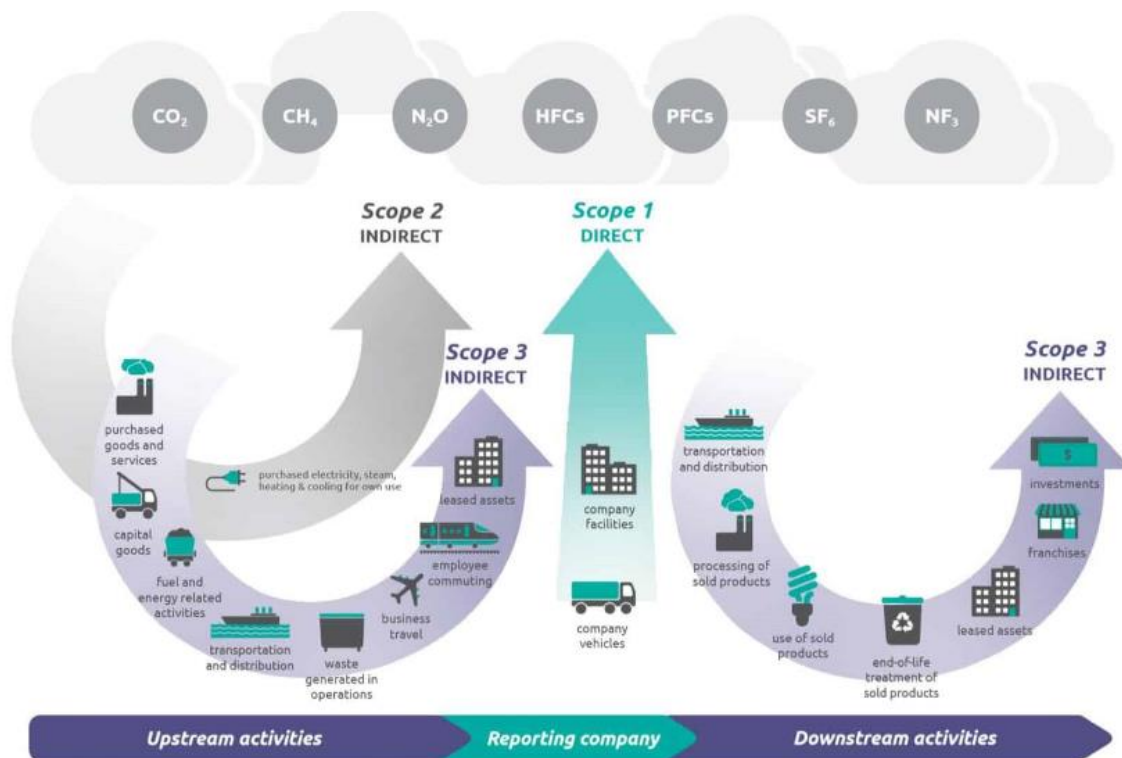 CO₂
CH₄
N₂O
HFCs
PFCs
SF₆
NF₃
Scope 2
INDIRECT
Scope 1
DIRECT
Scope 3
INDIRECT
Scope 3
INDIRECT
purchased
goods and
services
capital
goods
fuel and
energy related
activities
transportation
and distribution
waste
generated in
operations
business
travel
employee
commuting
leased assets
purchased electricity, steam,
heating & cooling for own use
company
facilities
company
vehicles
transportation
and distribution
processing of
sold products
use of sold
products
end-of-life
treatment of
sold products
leased assets
franchises
$
investments
Upstream activities
Reporting company
Downstream activities